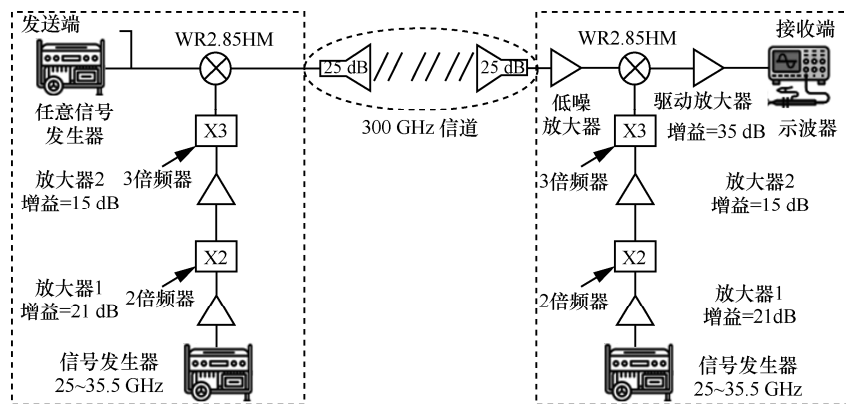 发送端
WR2.85HM
任意信号
发生器
25 dB
25 dB
300 GHz 信道
X3
3倍频器
放大器2
增益=15 dB
X2
2倍频器
放大器1
增益=21 dB
信号发生器
25~35.5 GHz
WR2.85HM
接收端
低噪
放大器
驱动放大器
增益=35 dB
示波器
X3
3倍频器
放大器2
增益=15 dB
X2
2倍频器
放大器1
增益=21dB
信号发生器
25~35.5 GHz